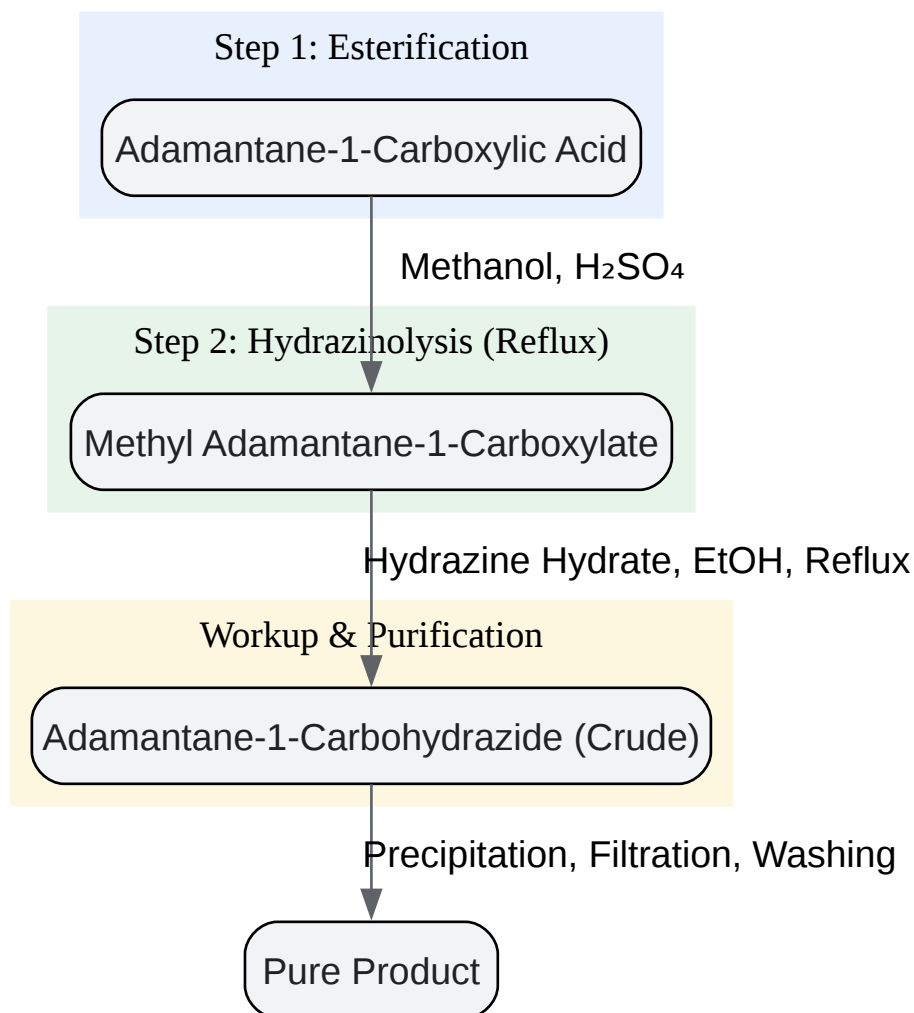 Step 1: Esterification
Adamantane-1-Carboxylic Acid
Methanol, H₂SO₄
Step 2: Hydrazinolysis (Reflux)
Methyl Adamantane-1-Carboxylate
Hydrazine Hydrate, EtOH, Reflux
Workup & Purification
Adamantane-1-Carbohydrazide (Crude)
Precipitation, Filtration, Washing
Pure Product